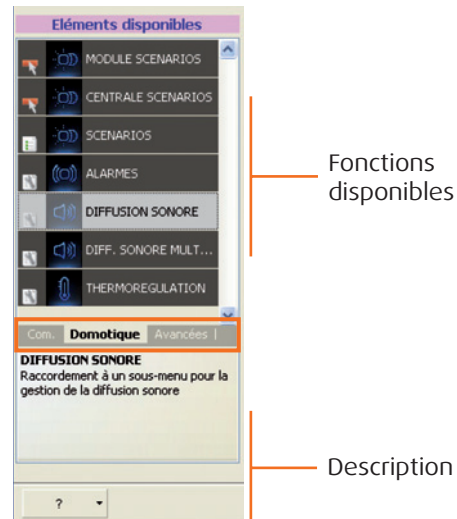 Eléments disponibles
MODULE SCENARIOS
CENTRALE SCENARIOS
SCENARIOS
ALARMES
DIFFUSION SONORE
DIFF. SONORE MULT...
THERMOREGULATION
Com. Domotique Avancées |
DIFFUSION SONORE
Raccordement à un sous-menu pour la
gestion de la diffusion sonore
?
Fonctions
disponibles
Description